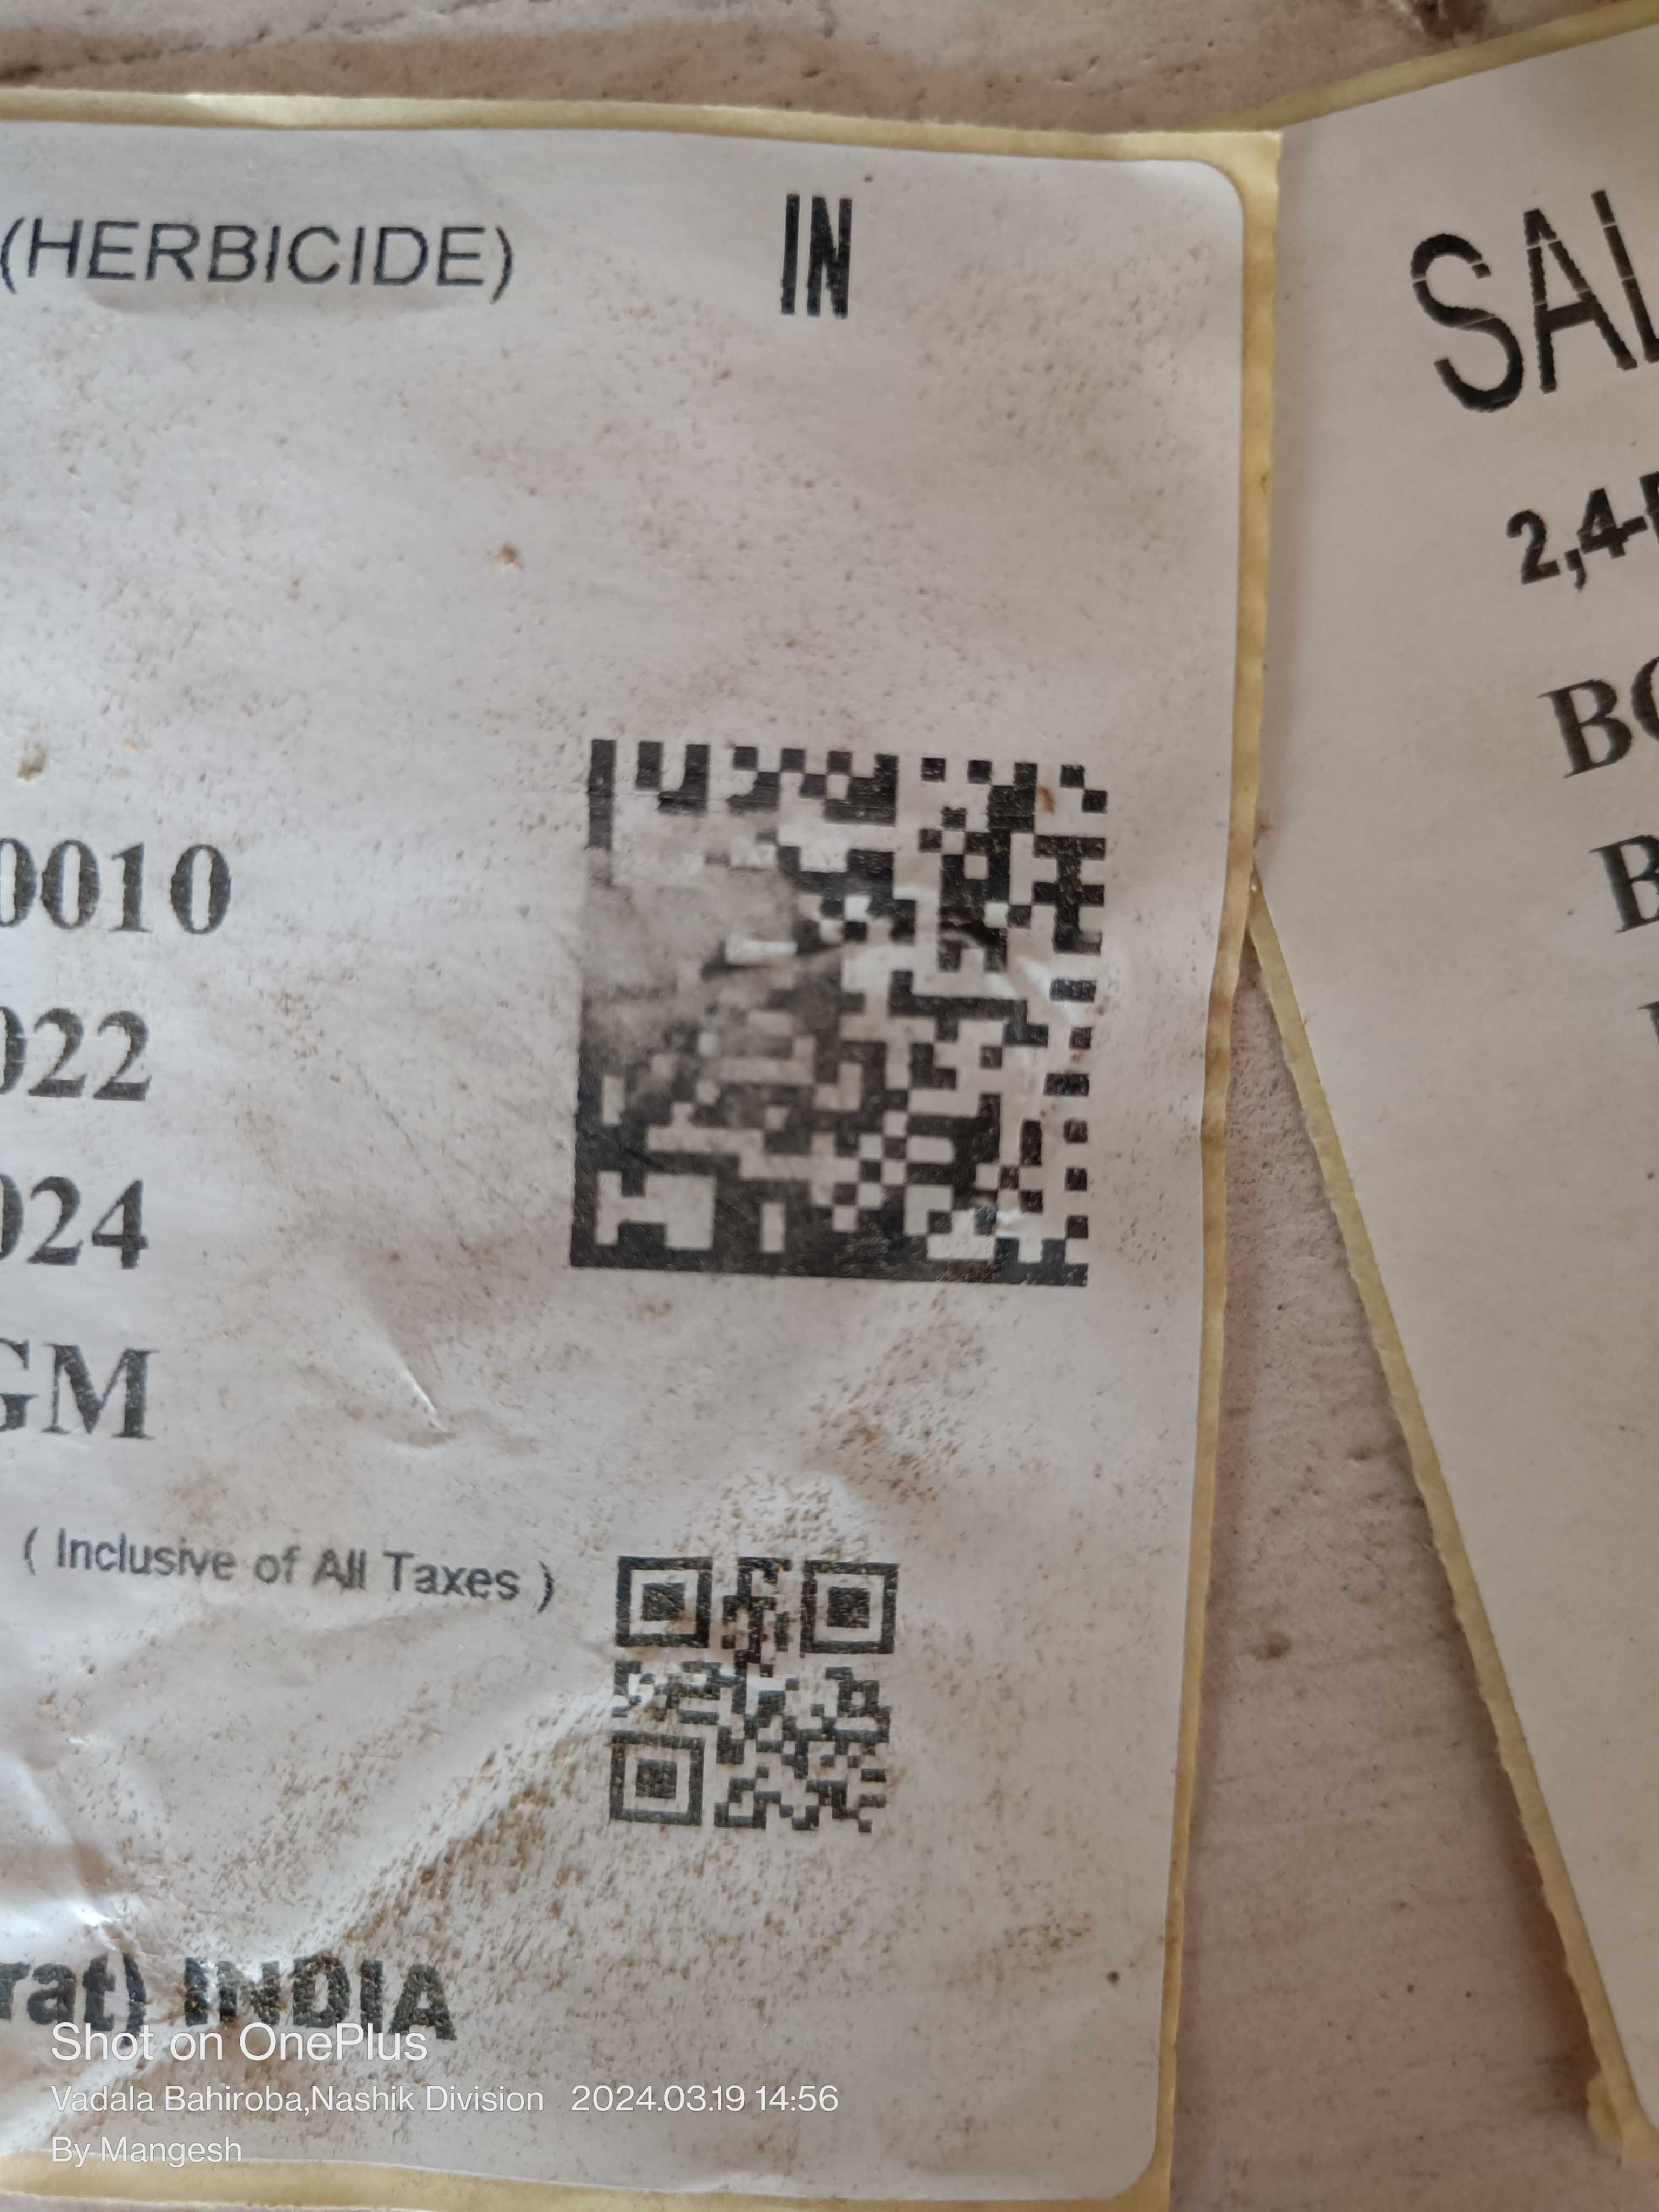 (HERBICIDE) IN
0010
022
024
GM
( Inclusive of All Taxes )
rat) INDIA
SAL
2,4-
BO
B
Shot on OnePlus
Vadala Bahiroba,Nashik Division 2024.03.19 14:56
By Mangesh